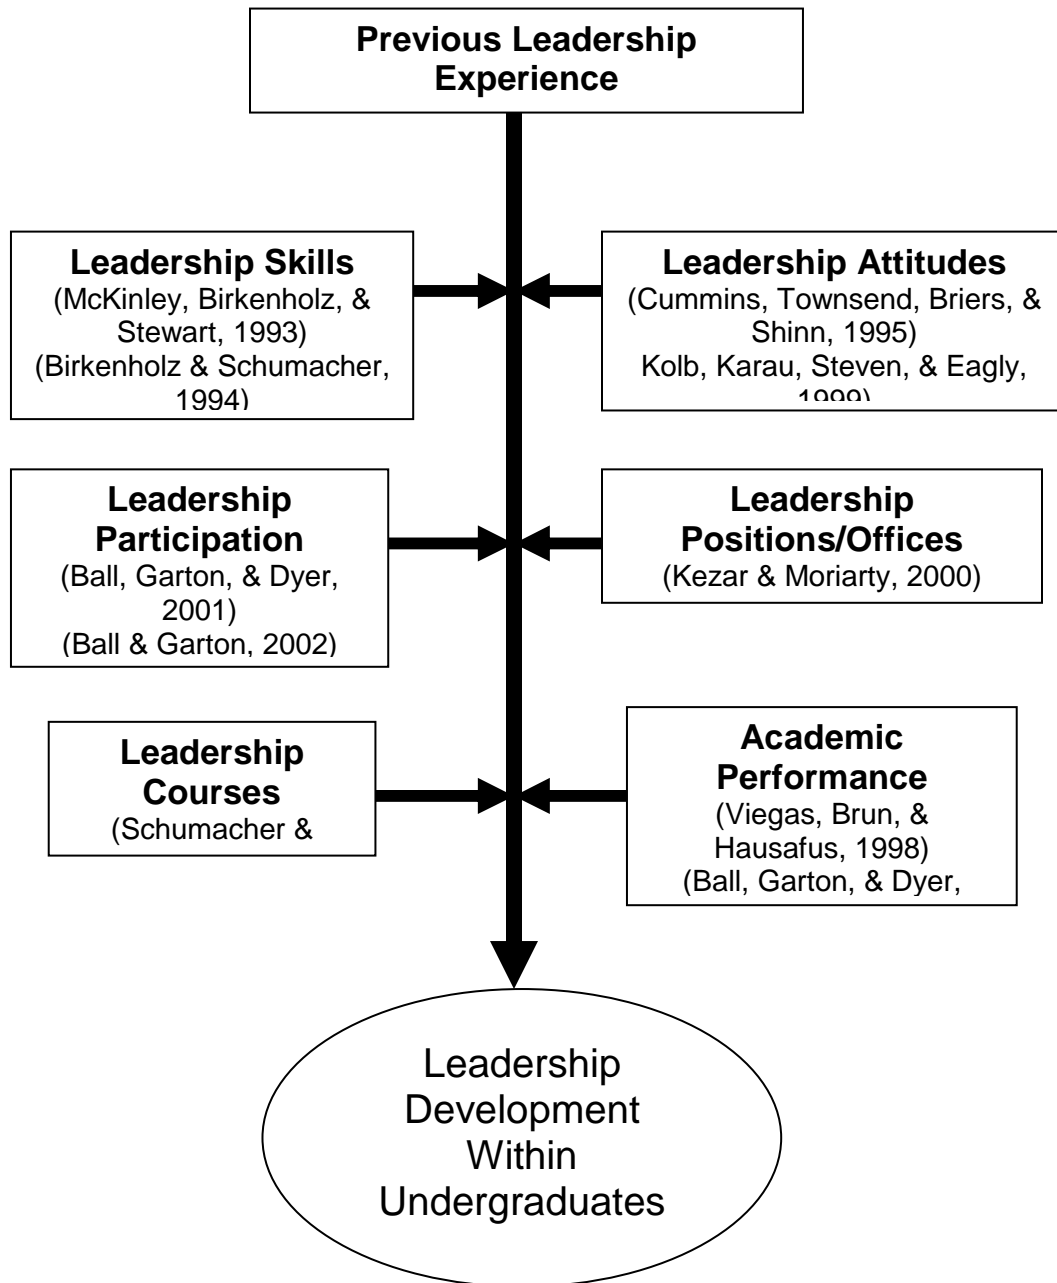 Previous Leadership
Experience
Leadership Skills
(McKinley, Birkenholz, &
Stewart, 1993)
(Birkenholz & Schumacher,
1994)
Leadership Attitudes
(Cummins, Townsend, Briers, &
Shinn, 1995)
Kolb, Karau, Steven, & Eagly,
1999)
Leadership
Participation
(Ball, Garton, & Dyer,
2001)
(Ball & Garton, 2002)
Leadership
Positions/Offices
(Kezar & Moriarty, 2000)
Leadership
Courses
(Schumacher &
Academic
Performance
(Viegas, Brun, &
Hausafus, 1998)
(Ball, Garton, & Dyer,
Leadership
Development
Within
Undergraduates